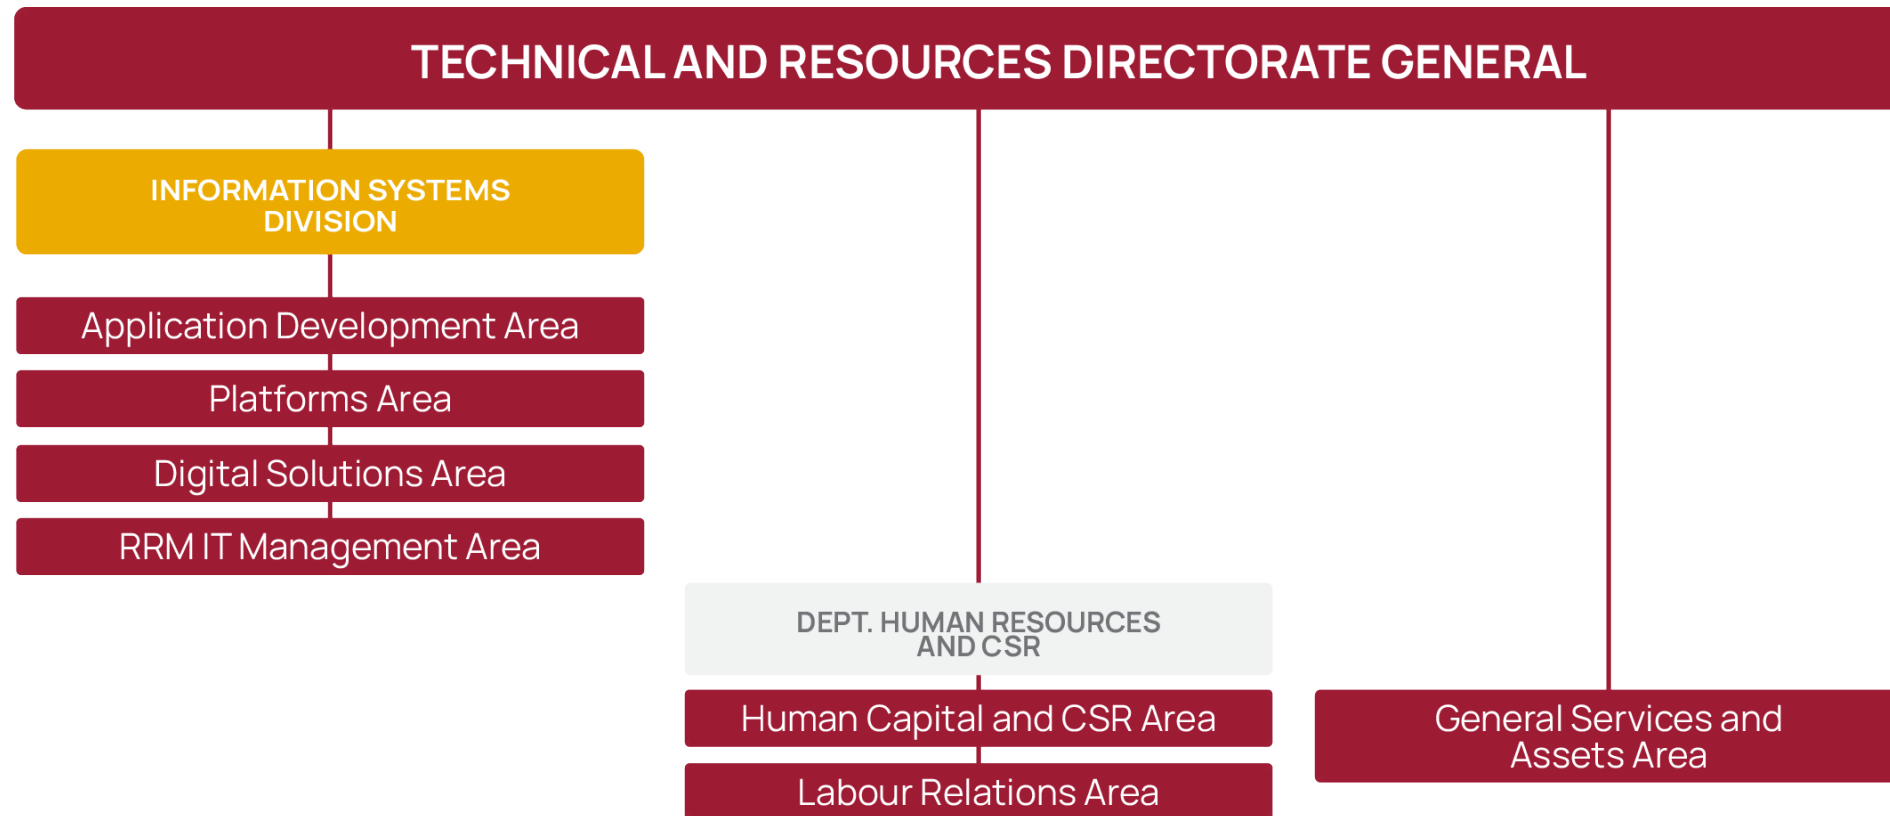 TECHNICAL AND RESOURCES DIRECTORATE GENERAL
INFORMATION SYSTEMS
DIVISION
Application Development Area
Platforms Area
Digital Solutions Area
RRM IT Management Area
DEPT. HUMAN RESOURCES
AND CSR
Human Capital and CSR Area
Labour Relations Area
General Services and
Assets Area